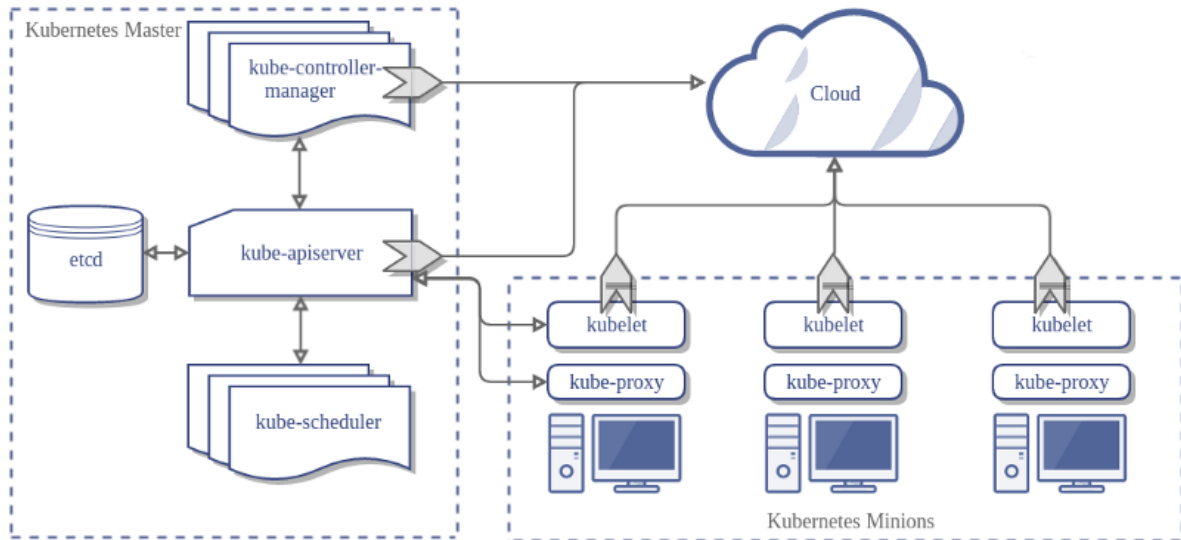 Kubernetes Master
kube-controller-
manager
Cloud
etcd
kube-apiserver
kubelet
kubelet
kubelet
kube-proxy
kube-proxy
kube-proxy
kube-scheduler
Kubernetes Minions